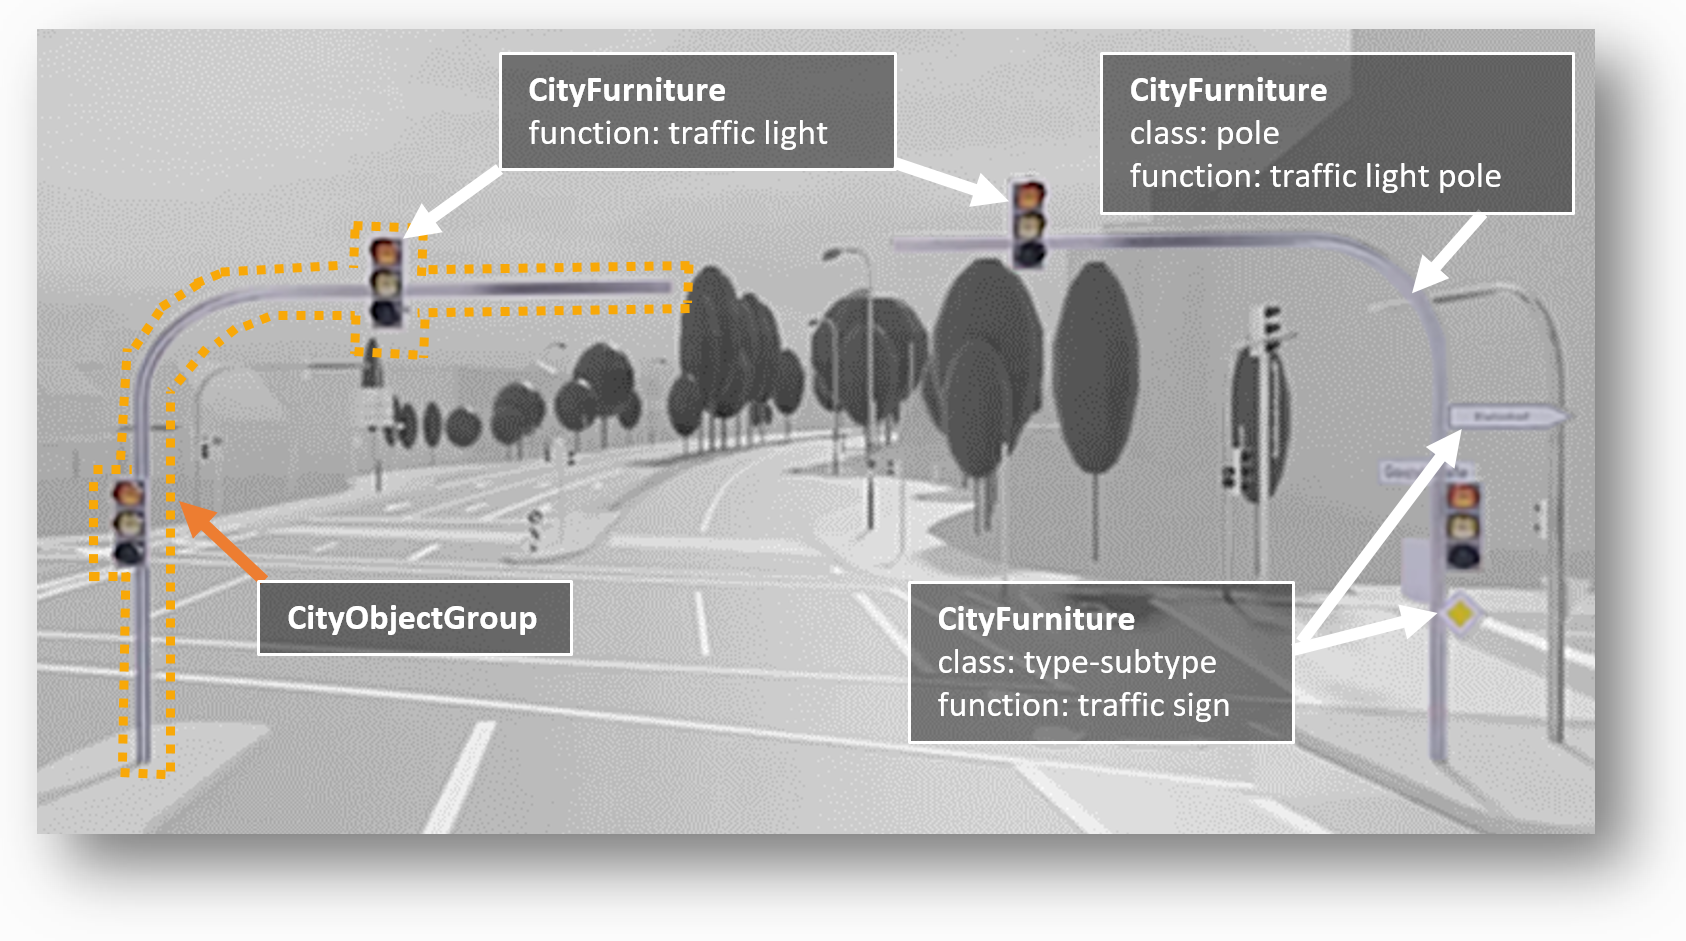 CityFurniture
function: traffic light
CityFurniture
class: pole
function: traffic light pole
CityObjectGroup
CityFurniture
class: type-subtype
function: traffic sign